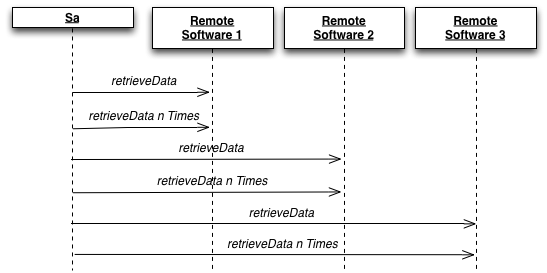 Sa
Remote
Software 1
Remote
Software 2
Remote
Software 3
retrieveData
retrieveData n Times
retrieveData
retrieveData n Times
retrieveData
retrieveData n Times